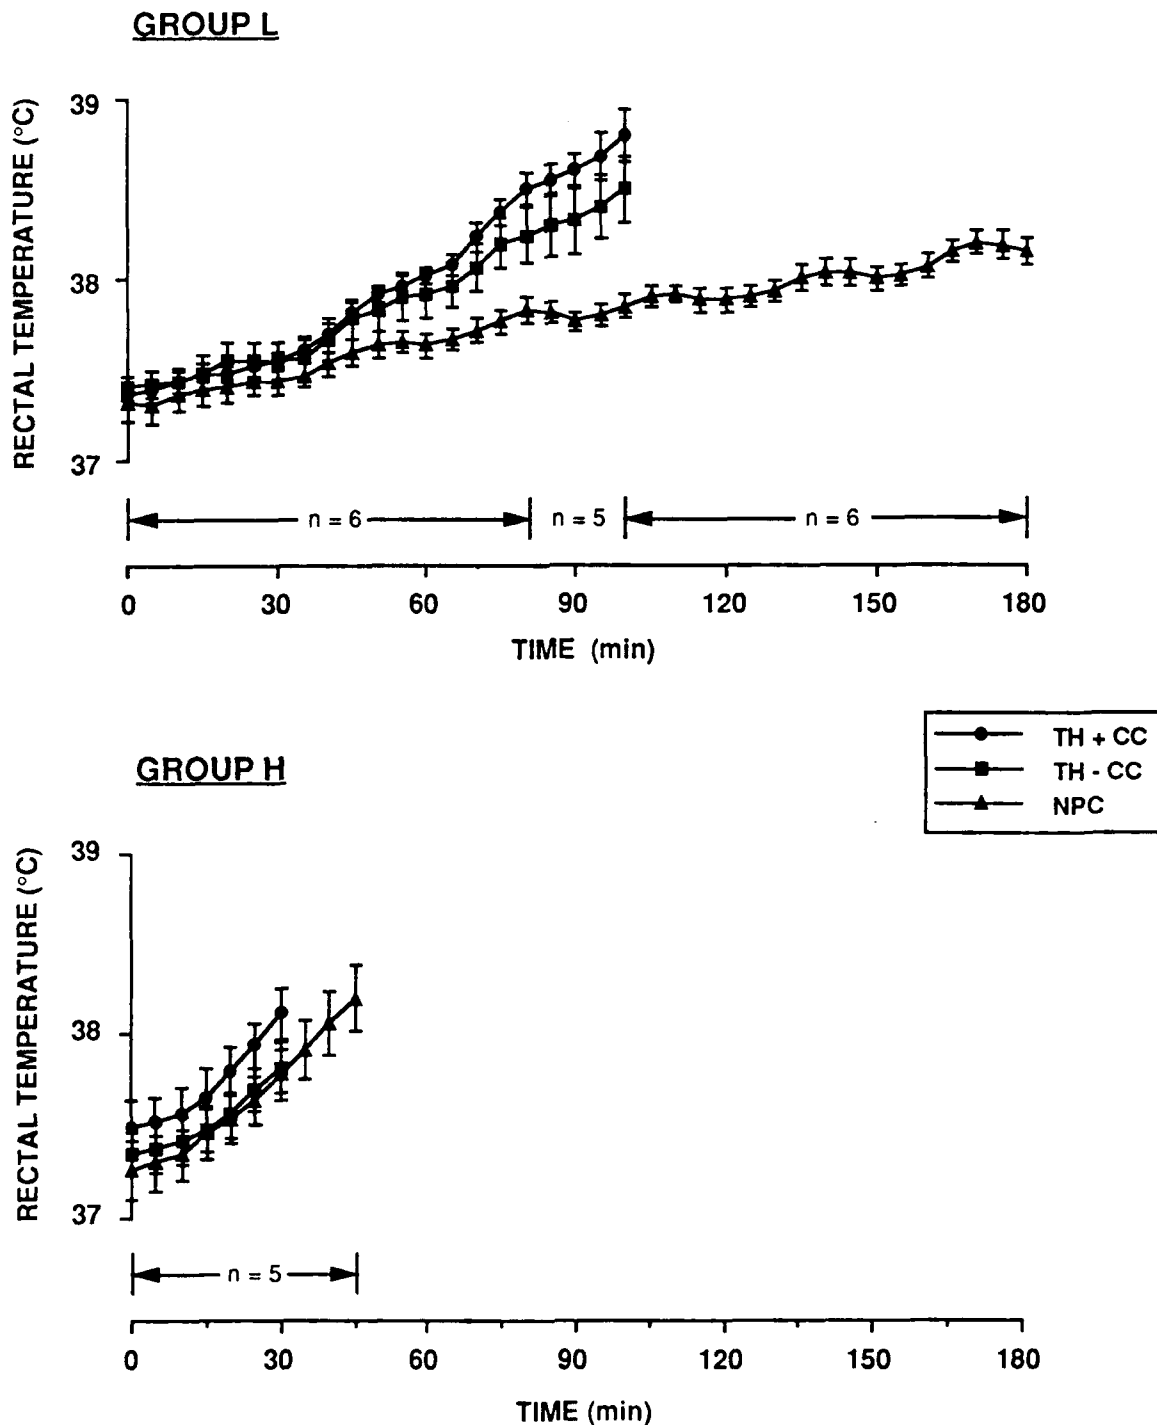 GROUP L
39
38
37
RECTAL TEMPERATURE (°C)
n = 6
n = 5
n = 6
0 30 60 90 120 150 180
TIME (min)
TH + CC
TH - CC
NPC
GROUP H
39
38
37
RECTAL TEMPERATURE (°C)
n = 5
0 30 60 90 120 150 180
TIME (min)